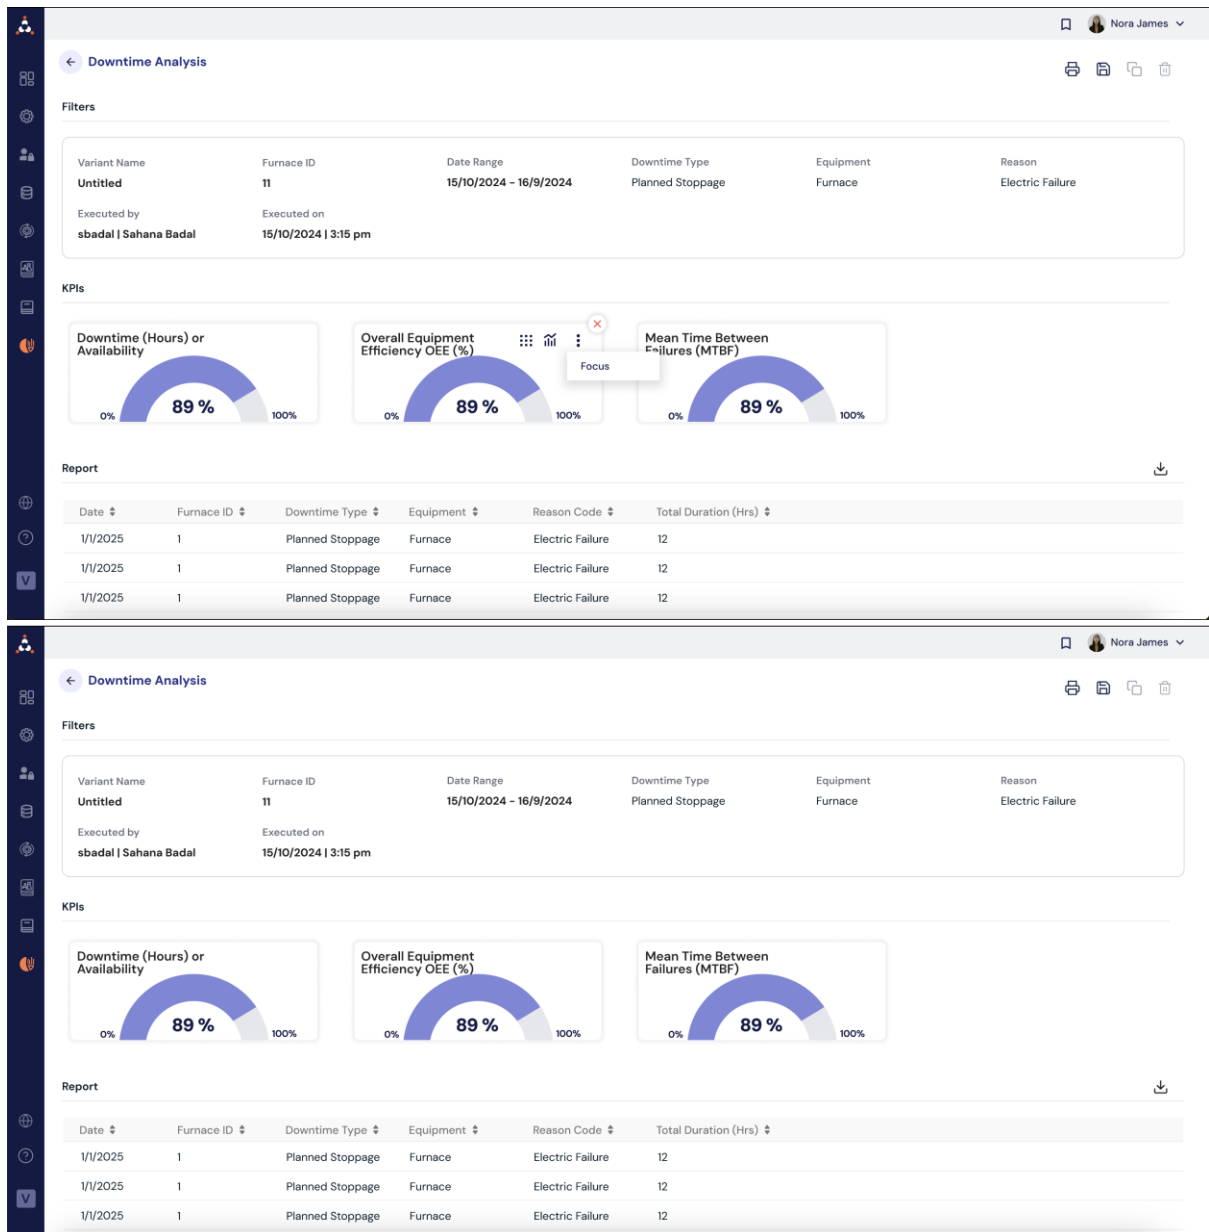 Nora James
Downtime Analysis
Filters
Variant Name Furnace ID Date Range Downtime Type Equipment Reason
Untitled 11 15/10/2024 - 16/9/2024 Planned Stoppage Furnace Electric Failure
Executed by Executed on
sbadal | Sahana Badal 15/10/2024 | 3:15 pm
KPIs
Downtime (Hours) or Overall Equipment Mean Time Between
Availability Efficiency OEE (%) Failures (MTBF)
Focus
89 % 89 % 89 %
0% 100% 0% 100% 0% 100%
Report
Date Furnace ID Downtime Type Equipment Reason Code Total Duration (Hrs)
1/1/2025 1 Planned Stoppage Furnace Electric Failure 12
1/1/2025 1 Planned Stoppage Furnace Electric Failure 12
V
1/1/2025 1 Planned Stoppage Furnace Electric Failure 12
Nora James
Downtime Analysis
Filters
Variant Name Furnace ID Date Range Downtime Type Equipment Reason
Untitled 11 15/10/2024 - 16/9/2024 Planned Stoppage Furnace Electric Failure
Executed by Executed on
sbadal | Sahana Badal 15/10/2024 | 3:15 pm
KPIs
Downtime (Hours) or Overall Equipment Mean Time Between
Availability Efficiency OEE (%) Failures (MTBF)
89 % 89 % 89 %
0% 100% 0% 100% 0% 100%
Report
Date Furnace ID Downtime Type Equipment Reason Code Total Duration (Hrs)
1/1/2025 1 Planned Stoppage Furnace Electric Failure 12
1/1/2025 1 Planned Stoppage Furnace Electric Failure 12
V
1/1/2025 1 Planned Stoppage Furnace Electric Failure 12